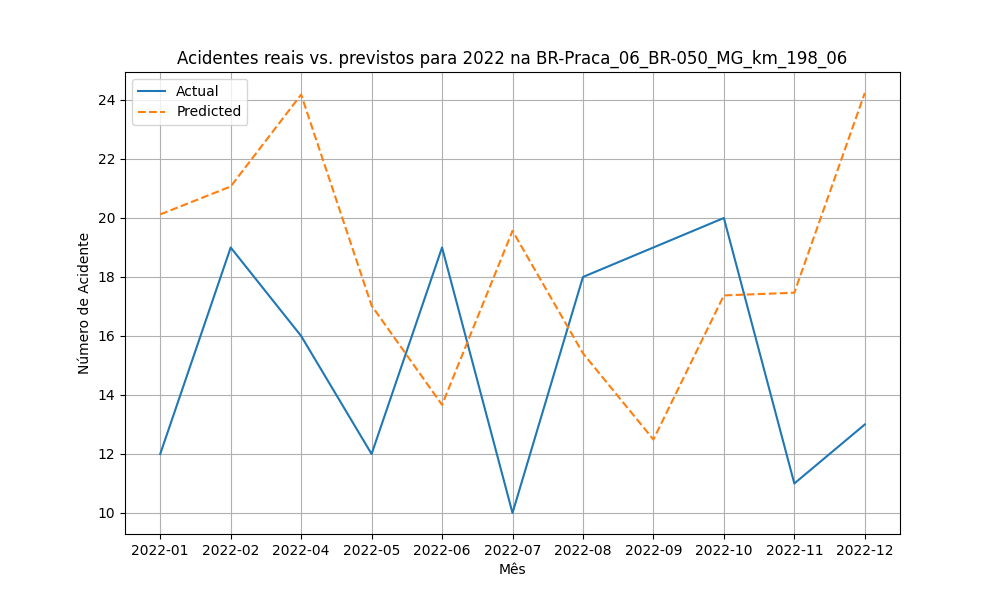 Acidentes reais vs. previstos para 2022 na BR-Praca_06_BR-050_MG_km_198_06
Actual
Predicted
Número de Acidente
24
22
20
18
16
14
12
10
2022-01 2022-02 2022-04 2022-05 2022-06 2022-07 2022-08 2022-09 2022-10 2022-11 2022-12
Mês